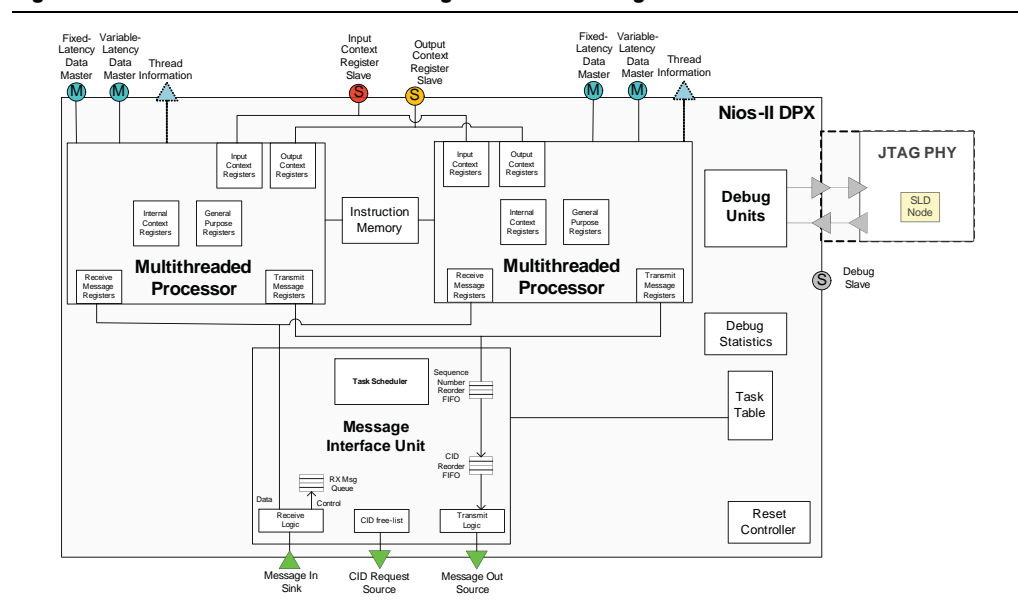 Fixed-
Latency
Data
Master
Variable-
Latency
Data
Master
Thread
Information
Input
Context
Register
Slave
Output
Context
Register
Slave
Fixed-
Latency
Data
Master
Variable-
Latency
Data
Master
Thread
Information
M
M
S
S
M
M
Nios-II DPX
Input
Context
Registers
Output
Context
Registers
Internal
Context
Registers
General
Purpose
Registers
Multithreaded
Processor
Receive
Message
Registers
Transmit
Message
Registers
Instruction
Memory
Input
Context
Registers
Output
Context
Registers
Internal
Context
Registers
General
Purpose
Registers
Multithreaded
Processor
Receive
Message
Registers
Transmit
Message
Registers
Debug
Units
JTAG PHY
SLD
Node
S
Debug
Slave
Debug
Statistics
Task
Table
Reset
Controller
Task Scheduler
Sequence
Number
Reorder
FIFO
Message
Interface Unit
CID
Reorder
FIFO
RX Msg
Queue
Data
Control
Receive
Logic
CID free-list
Transmit
Logic
Message In
Sink
CID Request
Source
Message Out
Source